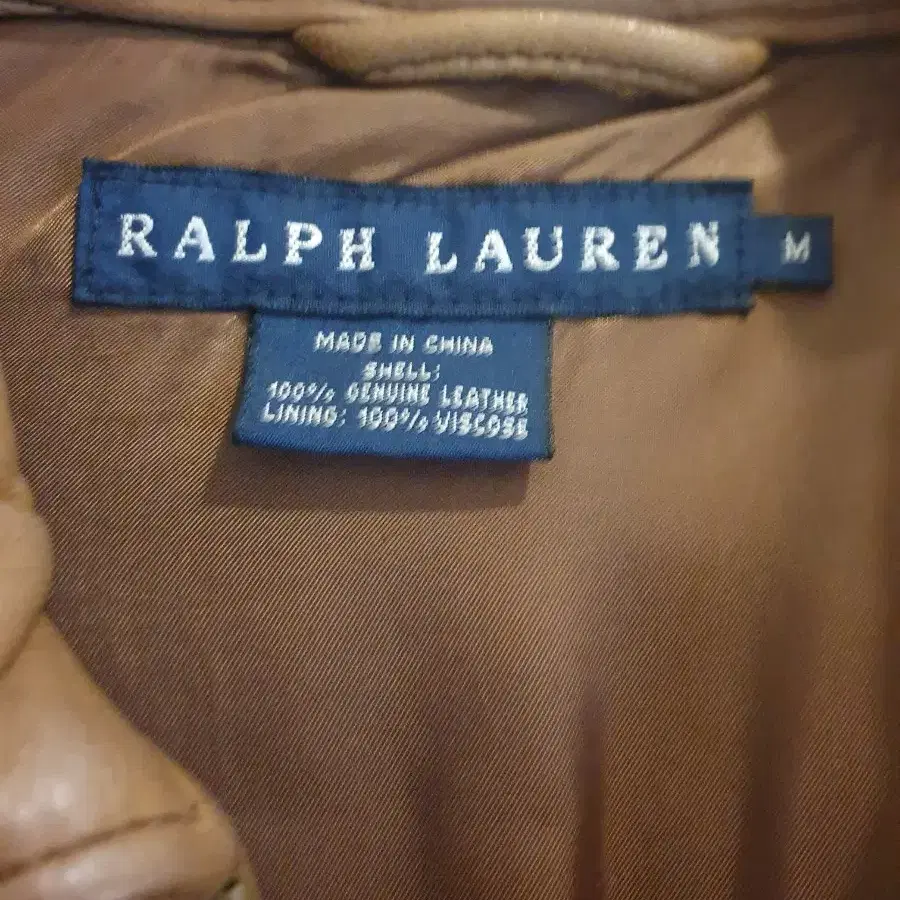 RALPH LAUREN
M
MADE IN CHINA
SHELL:
100% GENUINE LEATHER
LINING: 100% VISCOSE